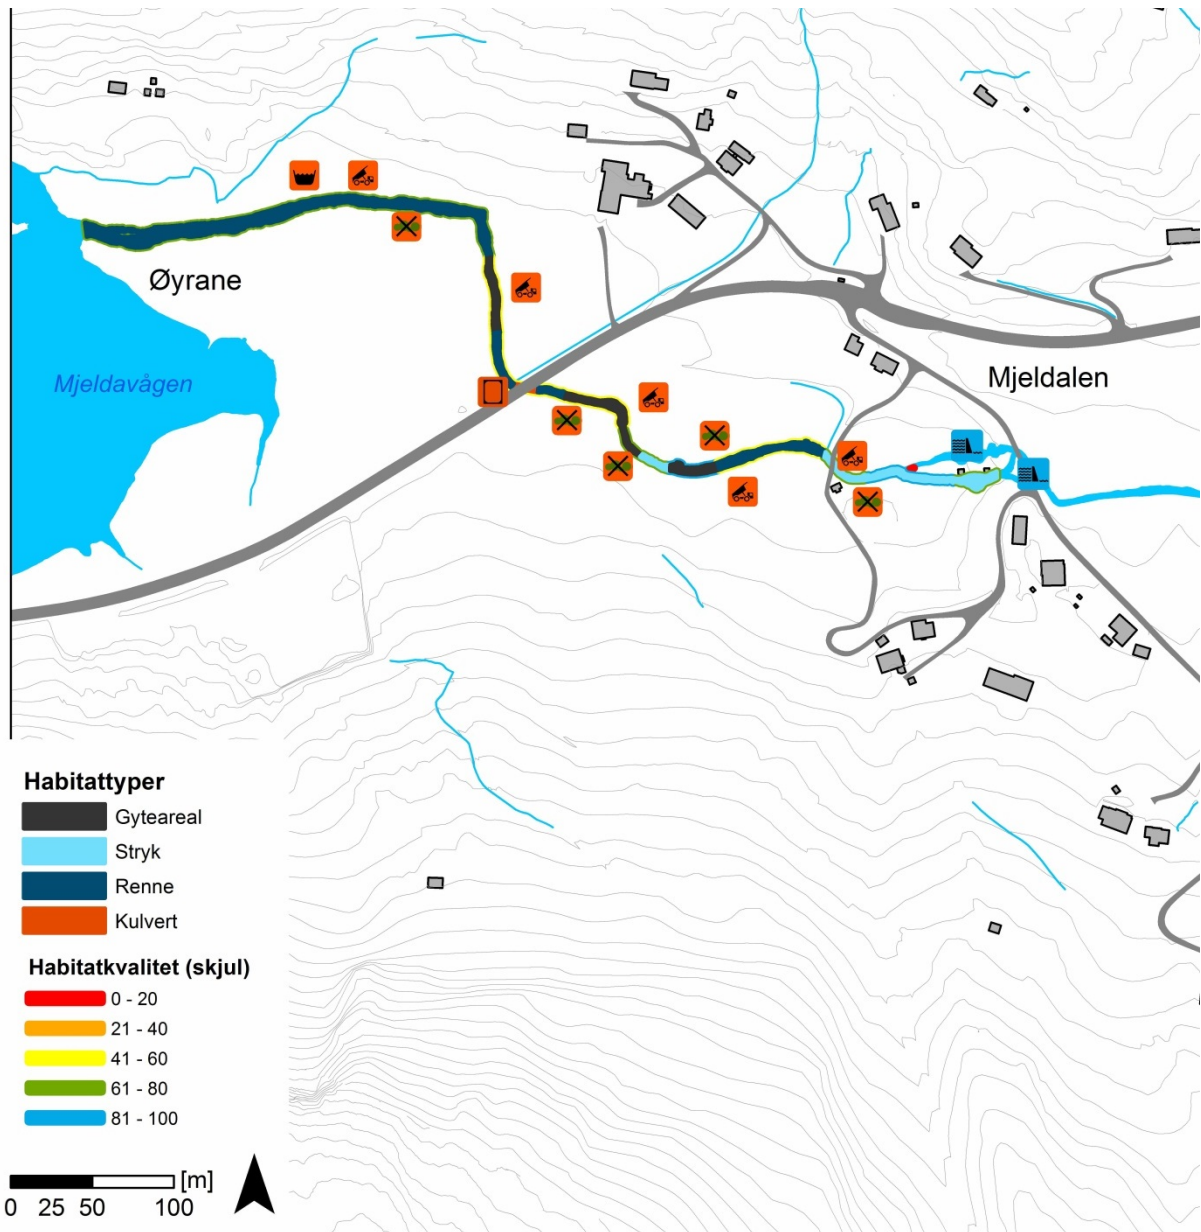 Øyrane
Mjeldavågen
Mjeldalen
Habitattyper
Gyteareal
Stryk
Renne
Kulvert
Habitatkvalitet (skjul)
0 - 20
21 - 40
41 - 60
61 - 80
81 - 100
[m]
0 25 50 100